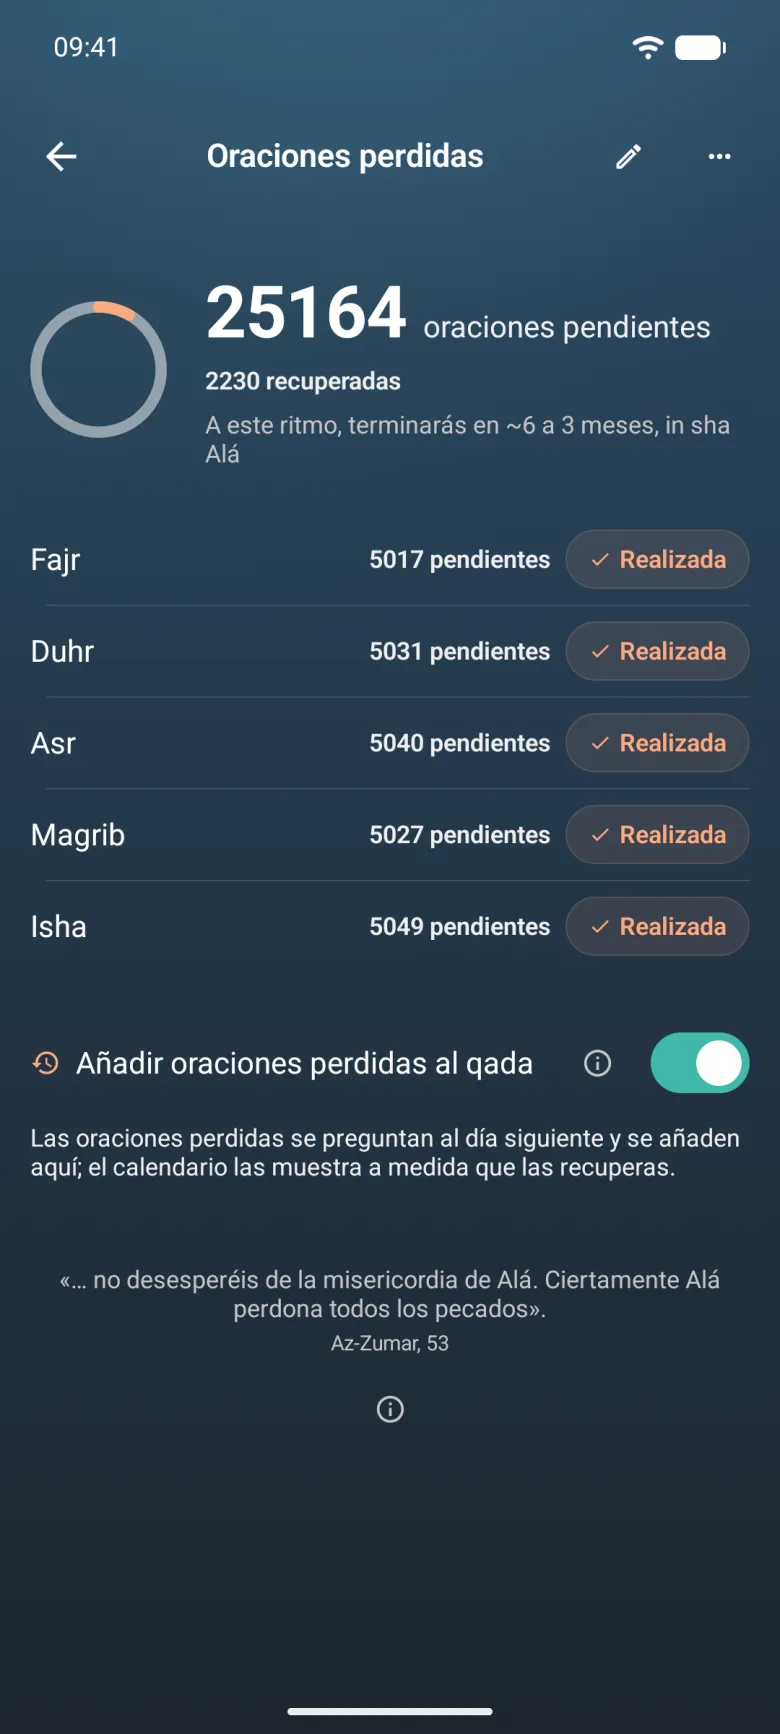 09:41
Oraciones perdidas
25164 oraciones pendientes
2230 recuperadas
A este ritmo, terminarás en ~6 a 3 meses, in sha
Alá
Fajr 5017 pendientes Realizada
Duhr 5031 pendientes Realizada
Asr 5040 pendientes Realizada
Magrib 5027 pendientes Realizada
Isha 5049 pendientes Realizada
Añadir oraciones perdidas al qada
Las oraciones perdidas se preguntan al día siguiente y se añaden
aquí; el calendario las muestra a medida que las recuperas.
«… no desesperéis de la misericordia de Alá. Ciertamente Alá
perdona todos los pecados».
Az-Zumar, 53